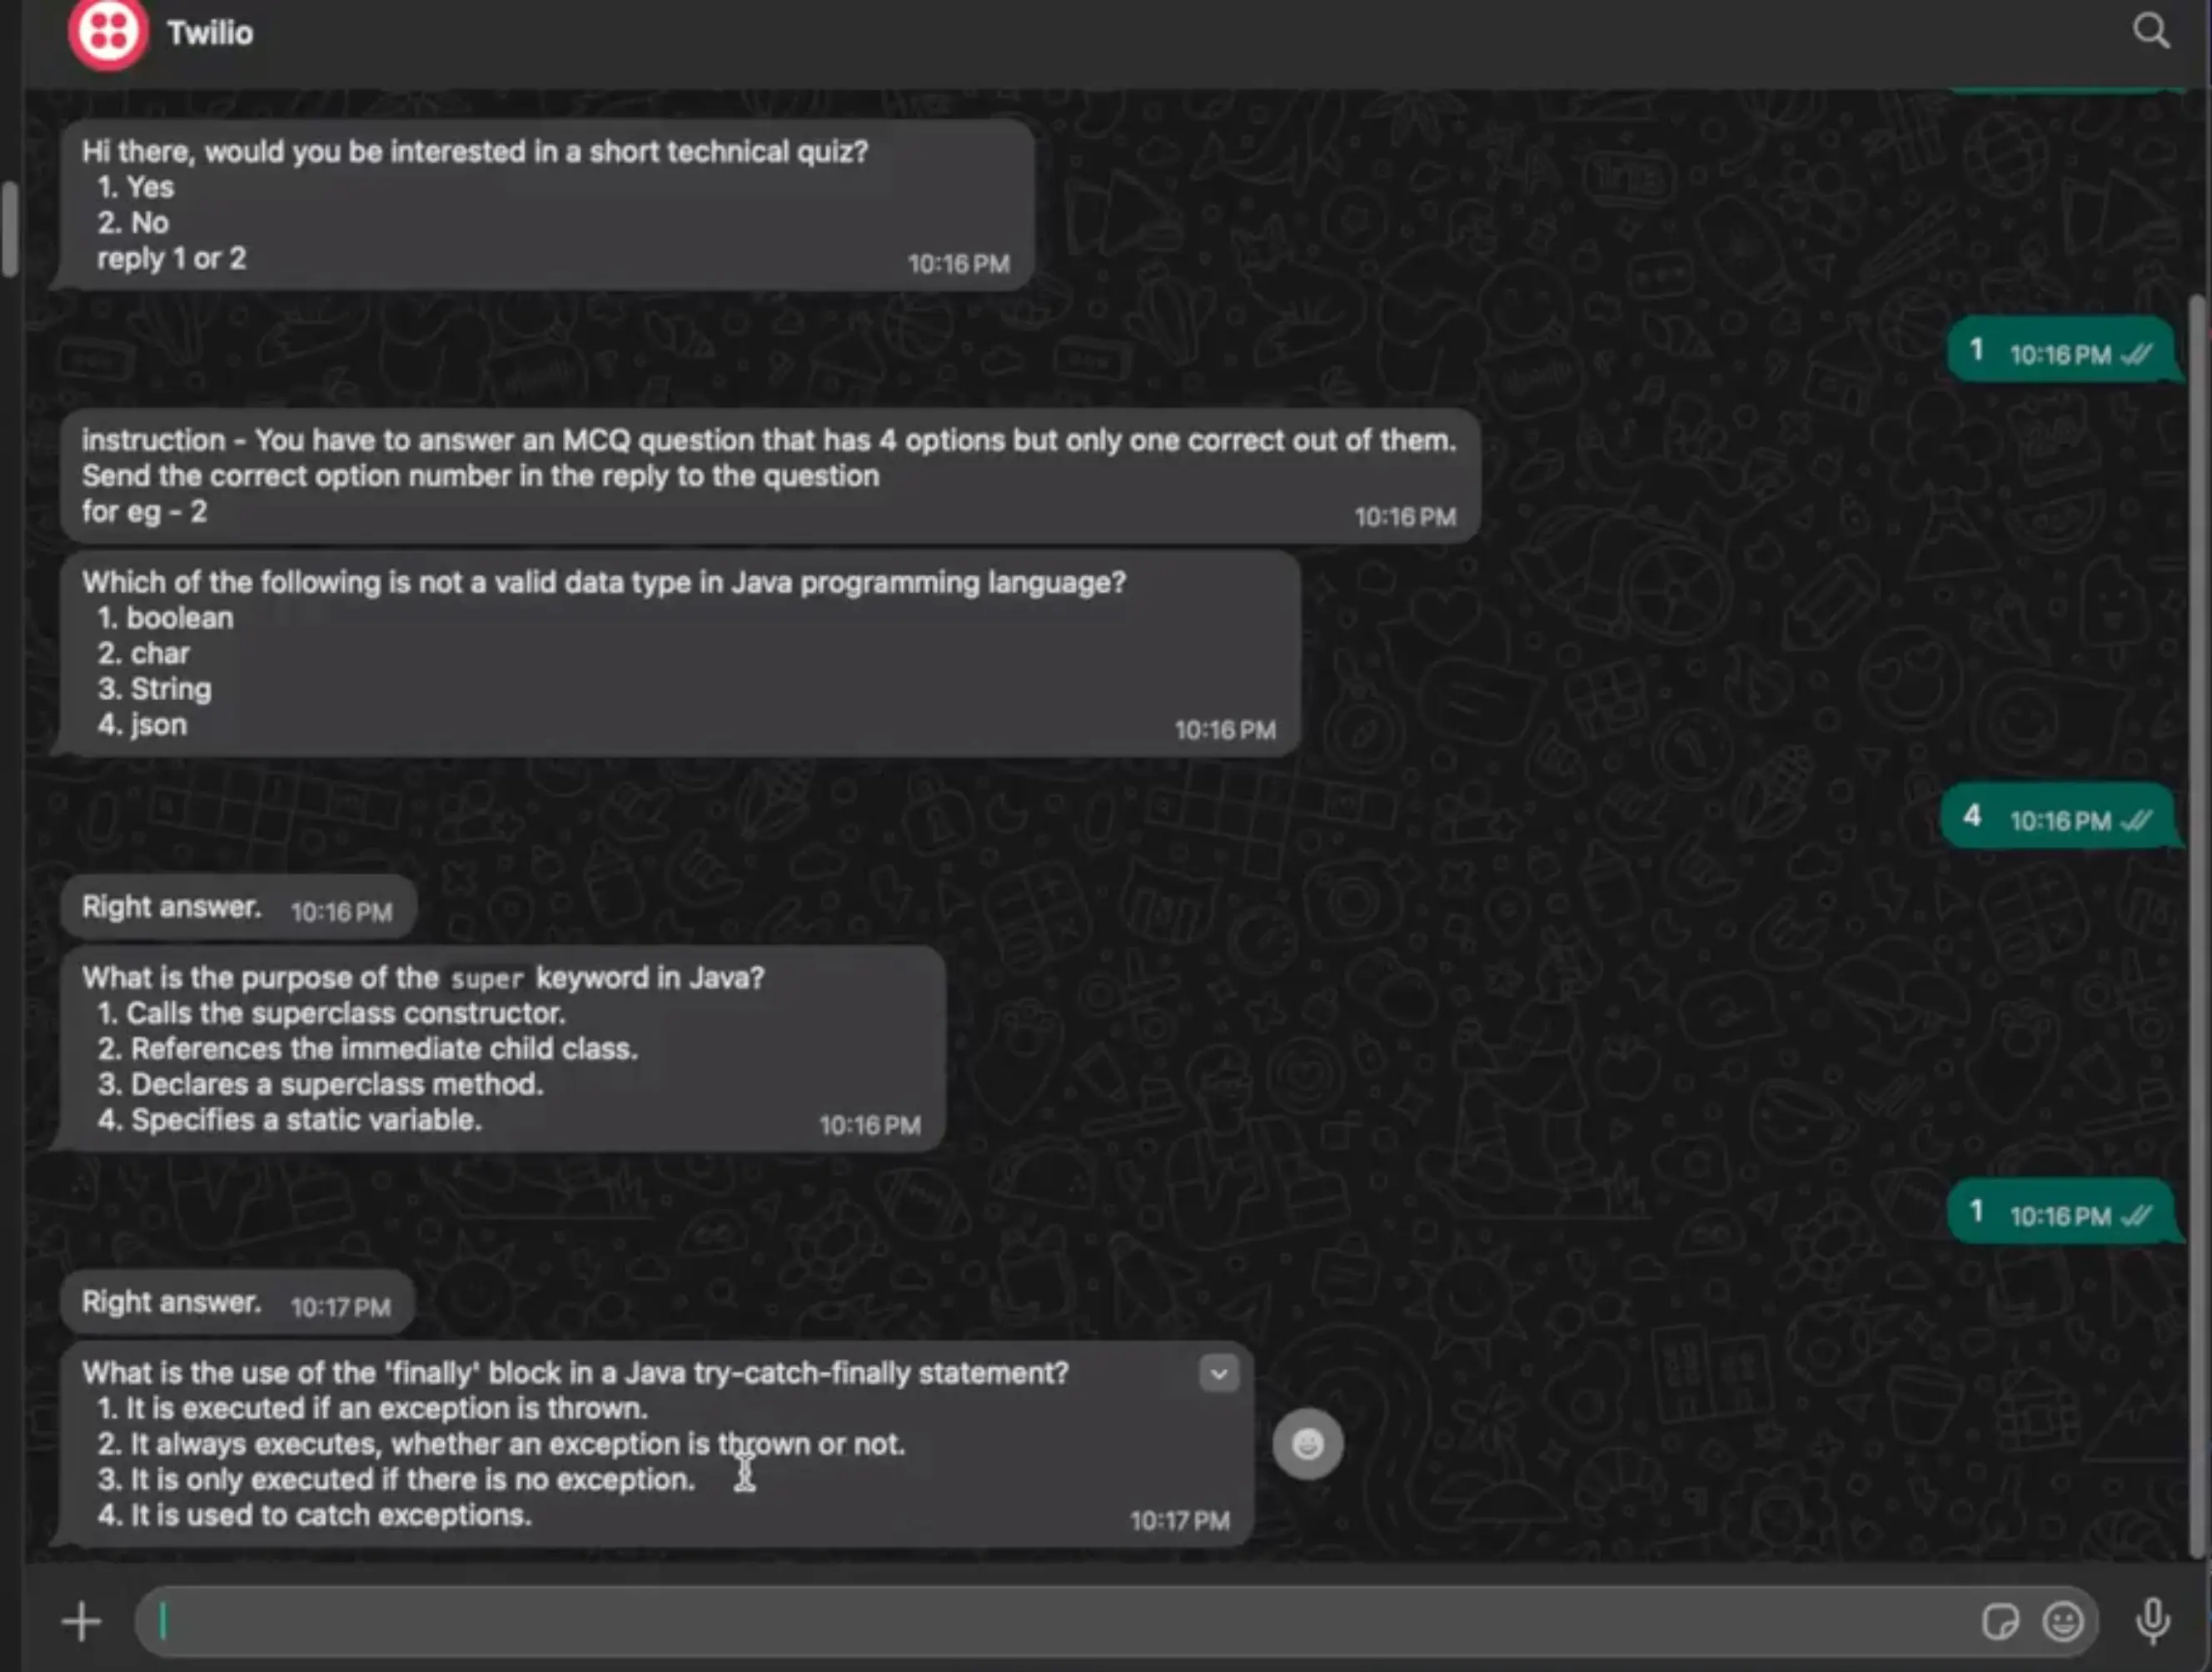 Twilio
Hi there, would you be interested in a short technical quiz?
1. Yes
2. No
reply 1 or 2
10:16 PM
1 10:16 PM
instruction - You have to answer an MCQ question that has 4 options but only one correct out of them.
Send the correct option number in the reply to the question
for eg - 2
10:16 PM
Which of the following is not a valid data type in Java programming language?
1. boolean
2. char
3. String
4. json
10:16 PM
4 10:16 PM
Right answer. 10:16 PM
What is the purpose of the super keyword in Java?
1. Calls the superclass constructor.
2. References the immediate child class.
3. Declares a superclass method.
4. Specifies a static variable.
10:16 PM
1 10:16 PM
Right answer. 10:17 PM
What is the use of the 'finally' block in a Java try-catch-finally statement?
1. It is executed if an exception is thrown.
2. It always executes, whether an exception is thrown or not.
3. It is only executed if there is no exception.
4. It is used to catch exceptions.
10:17 PM